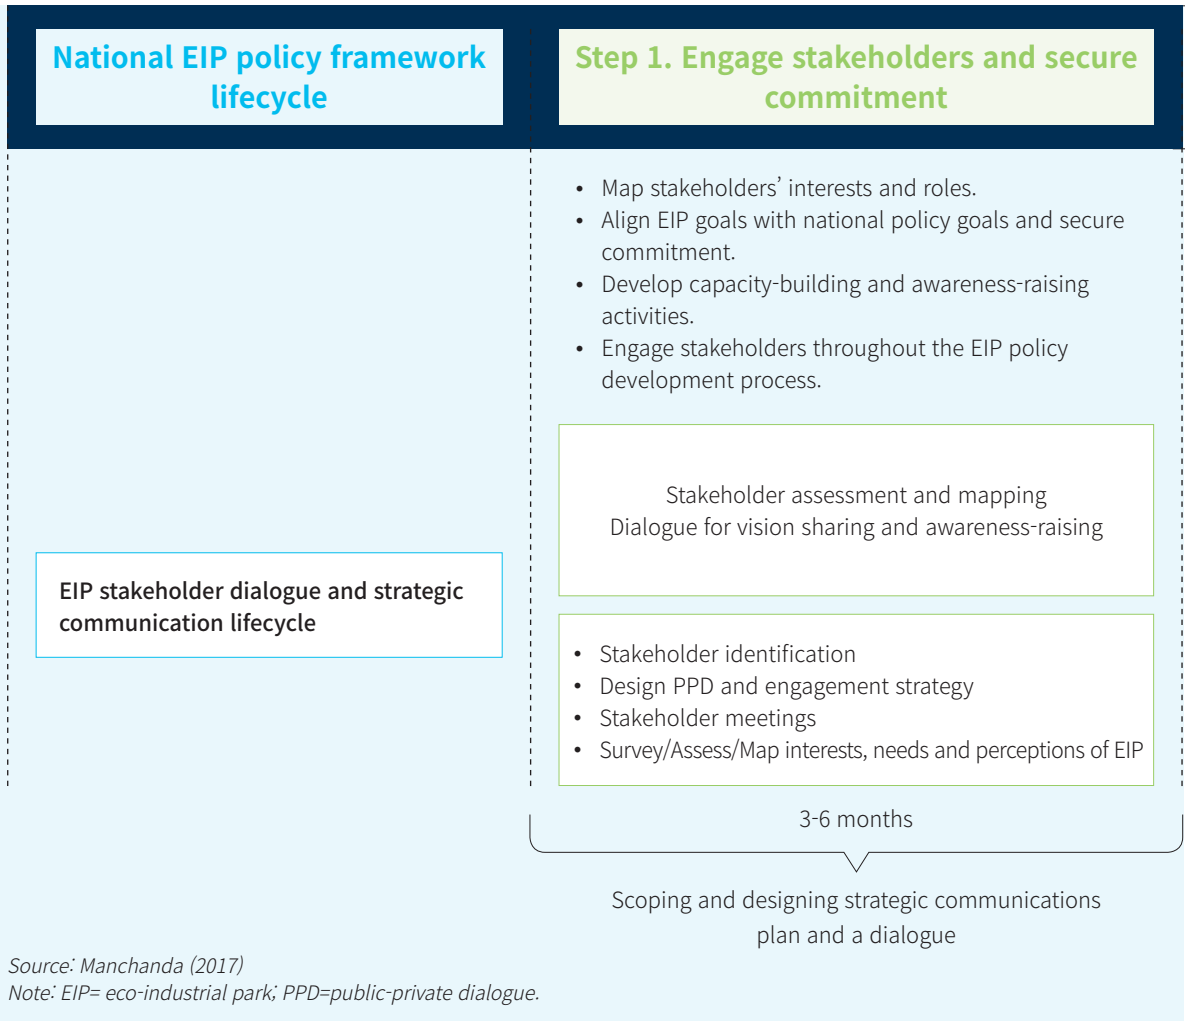 National EIP policy framework
lifecycle
Step 1. Engage stakeholders and secure
commitment
• Map stakeholders’ interests and roles.
• Align EIP goals with national policy goals and secure
commitment.
• Develop capacity-building and awareness-raising
activities.
• Engage stakeholders throughout the EIP policy
development process.
Stakeholder assessment and mapping
Dialogue for vision sharing and awareness-raising
EIP stakeholder dialogue and strategic
communication lifecycle
• Stakeholder identification
• Design PPD and engagement strategy
• Stakeholder meetings
• Survey/Assess/Map interests, needs and perceptions of EIP
3-6 months
Scoping and designing strategic communications
plan and a dialogue
Source: Manchanda (2017)
Note: EIP= eco-industrial park; PPD=public-private dialogue.